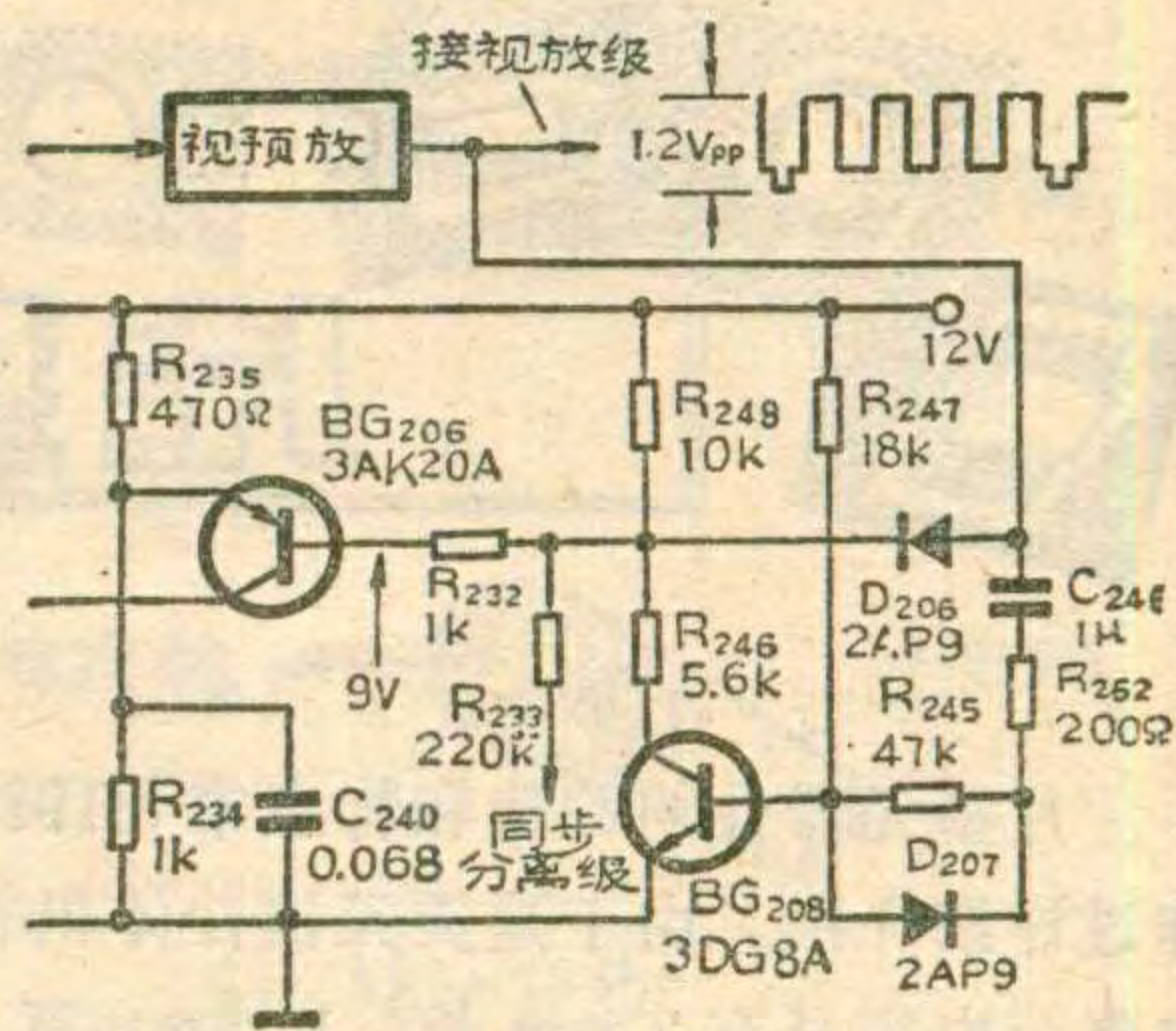 接视放级
视预放
1.2Vpp
12V
R235
470Ω
BG206
3AK20A
R248
10k
R247
18k
R232
1k
9V
R233
220k
R246
5.6k
D206
2AP9
C246
1μ
R245
47k
R262
200Ω
R234
1k
C240
0.068
同步
分离级
D207
BG208
3DG8A
2AP9